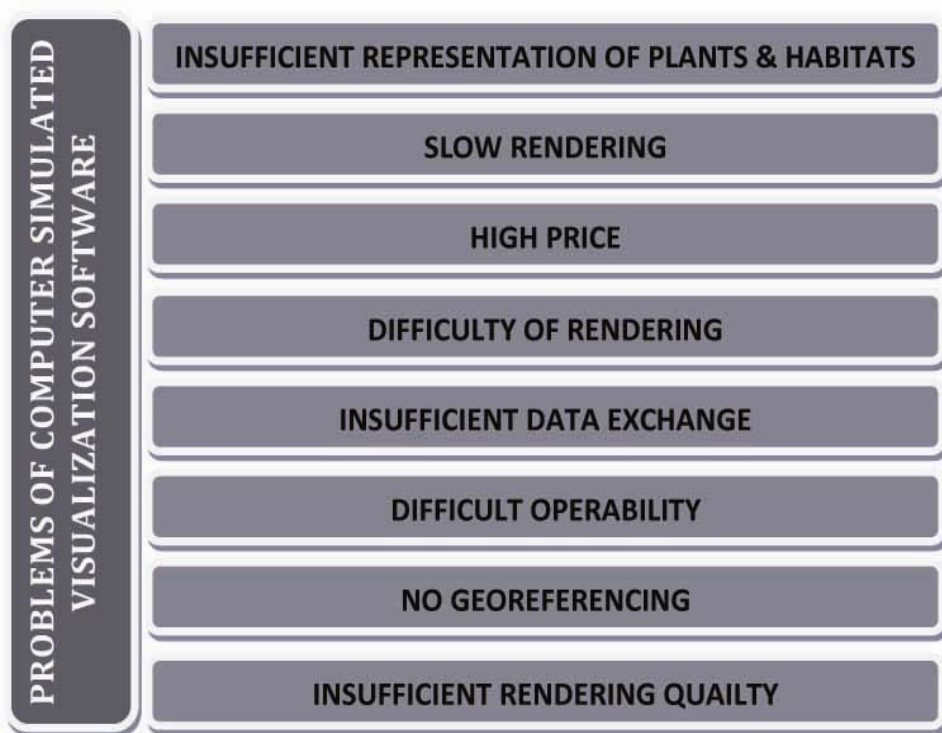 PROBLEMS OF COMPUTER SIMULATED
VISUALIZATION SOFTWARE
INSUFFICIENT REPRESENTATION OF PLANTS & HABITATS
SLOW RENDERING
HIGH PRICE
DIFFICULTY OF RENDERING
INSUFFICIENT DATA EXCHANGE
DIFFICULT OPERABILITY
NO GEOREFERENCING
INSUFFICIENT RENDERING QUAILTY